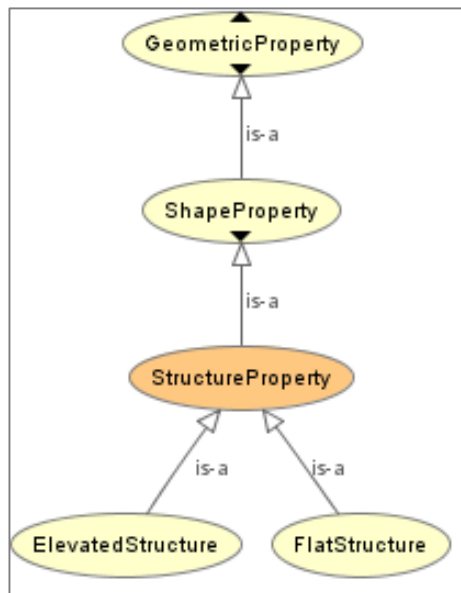 GeometricProperty
is-a
ShapeProperty
is-a
StructureProperty
is-a is-a
ElevatedStructure FlatStructure